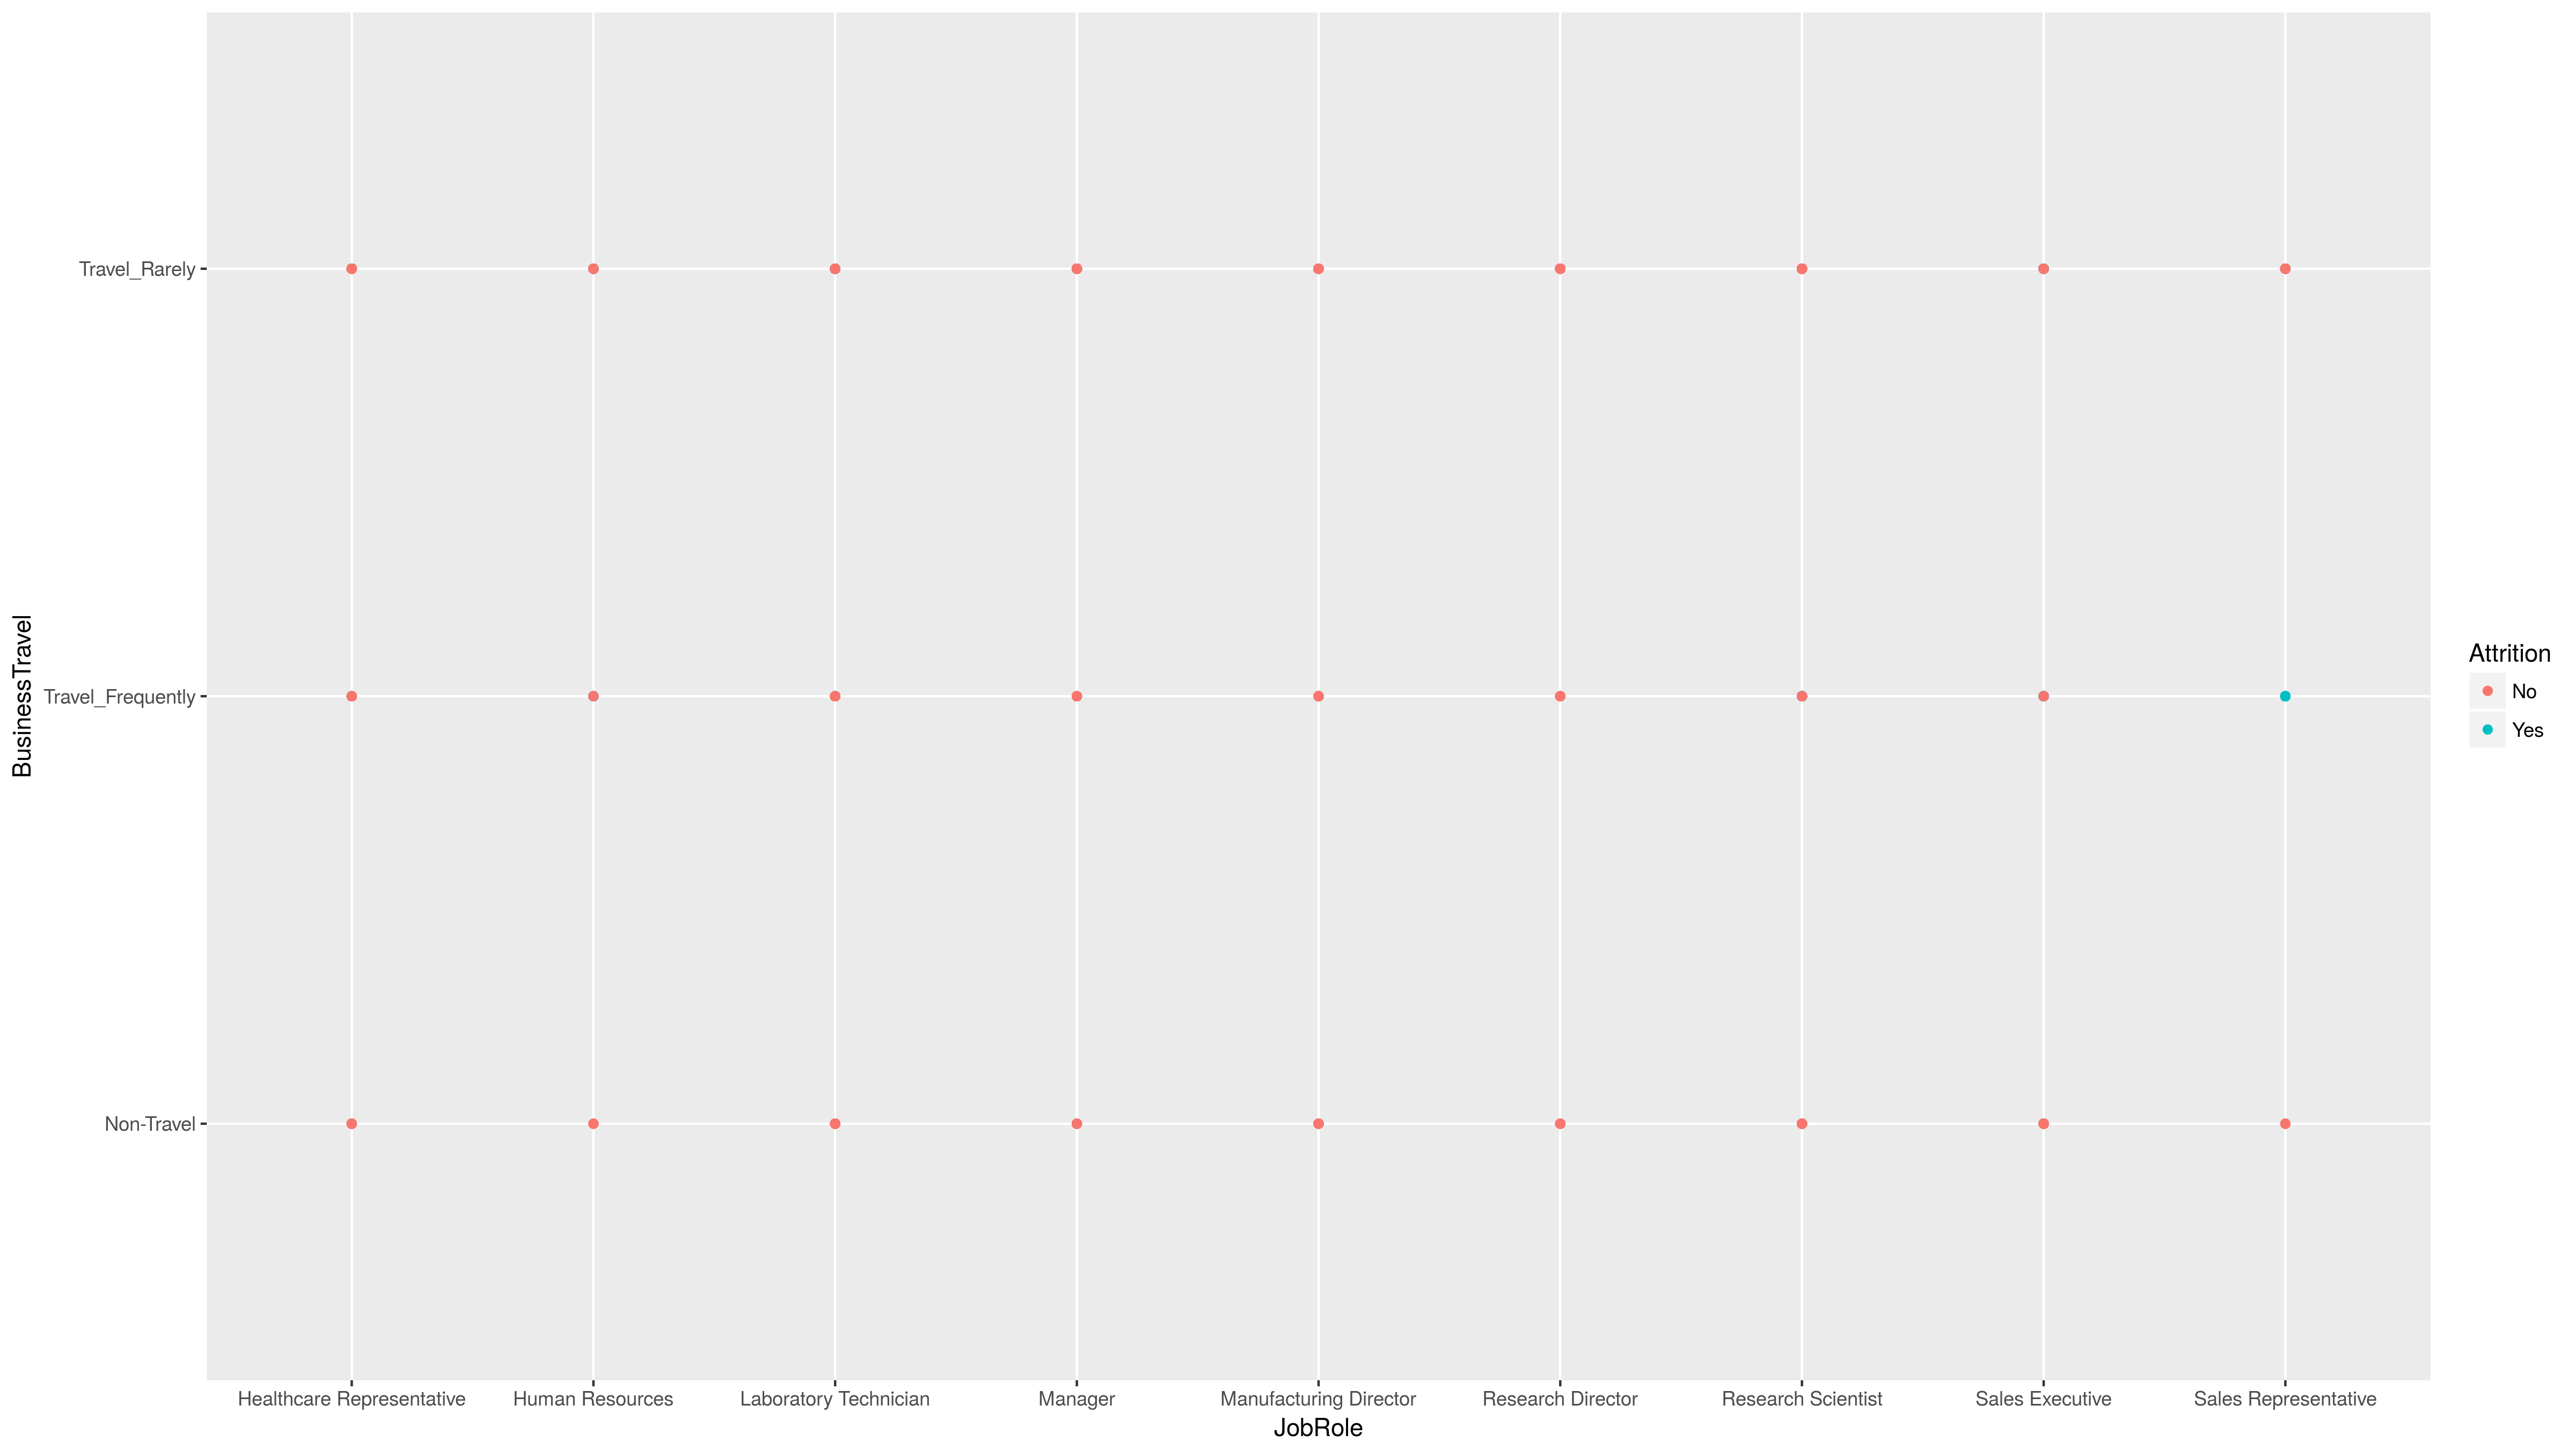 BusinessTravel
Travel_Rarely
Travel_Frequently
Non-Travel
Healthcare Representative
Human Resources
Laboratory Technician
Manager
Manufacturing Director
Research Director
Research Scientist
Sales Executive
Sales Representative
JobRole
Attrition
No
Yes